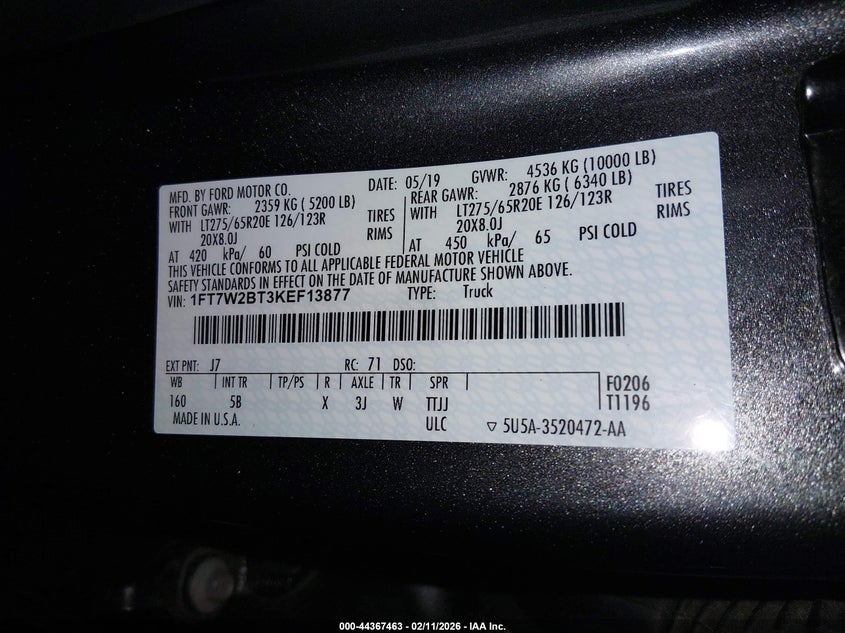 MFD. BY FORD MOTOR CO. DATE: 05/19 GVWR: 4536 KG (10000 LB)
FRONT GAWR: 2359 KG ( 5200 LB) REAR GAWR: 2876 KG ( 6340 LB)
WITH LT275/65R20E 126/123R TIRES WITH LT275/65R20E 126/123R TIRES
20X8.0J RIMS 20X8.0J RIMS
AT 420 kPa/ 60 PSI COLD AT 450 kPa/ 65 PSI COLD
THIS VEHICLE CONFORMS TO ALL APPLICABLE FEDERAL MOTOR VEHICLE
SAFETY STANDARDS IN EFFECT ON THE DATE OF MANUFACTURE SHOWN ABOVE.
VIN: 1FT7W2BT3KEF13877 TYPE: Truck
EXT PNT: J7 RC: 71 DSO:
WB INT TR TP/PS R AXLE TR SPR F0206
160 5B X 3J W TTJJ T1196
MADE IN U.S.A. ULC ▽ 5U5A-3520472-AA
000-44367463 - 02/11/2026 - IAA Inc.